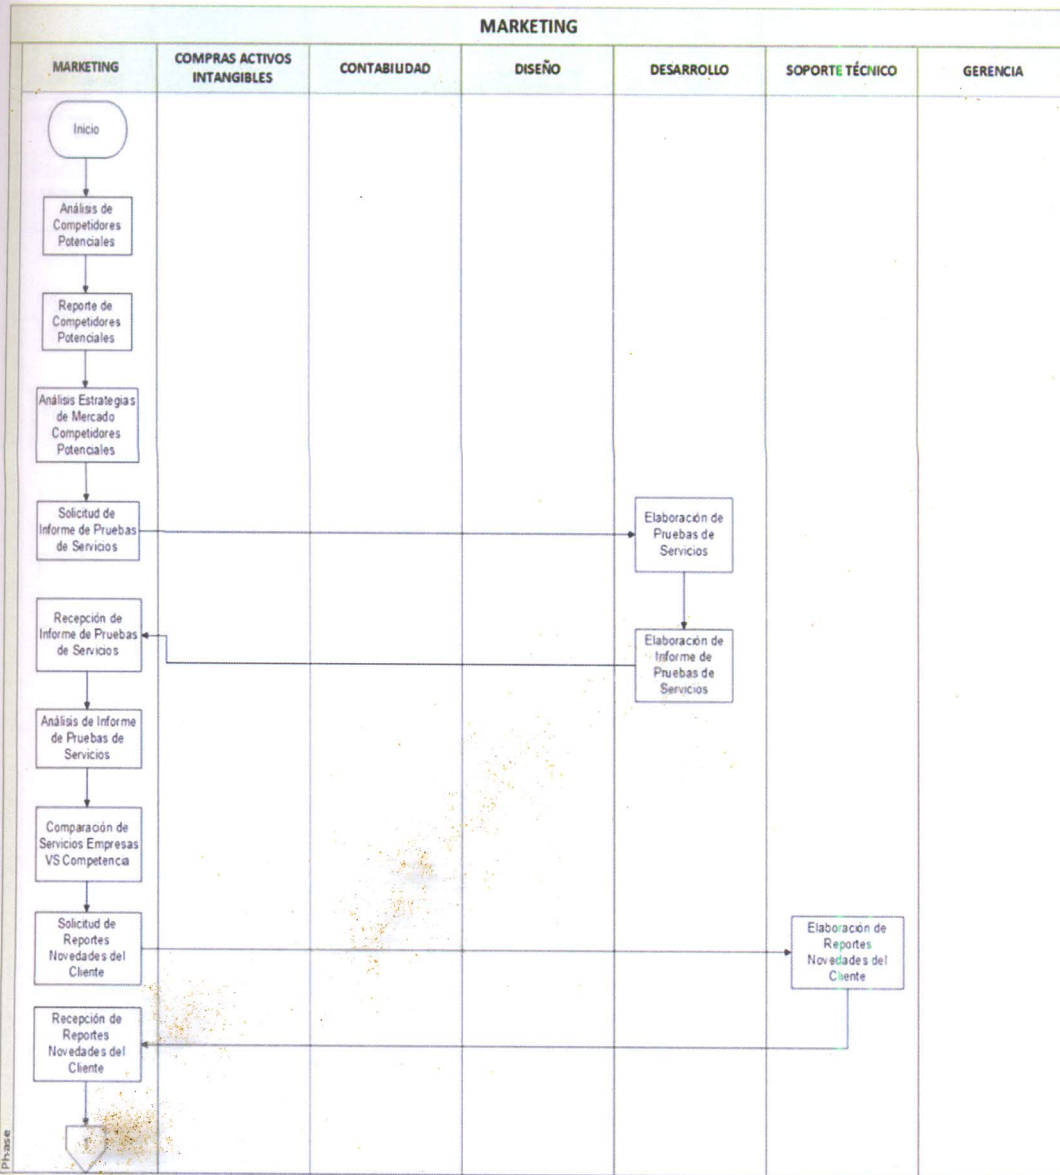 MARKETING
MARKETING
COMPRAS ACTIVOS
INTANGIBLES
CONTABILIDAD
DISEÑO
DESARROLLO
SOPORTE TÉCNICO
GERENCIA
Inicio
Análisis de
Competidores
Potenciales
Reporte de
Competidores
Potenciales
Análisis Estrategias
de Mercado
Competidores
Potenciales
Solicitud de
Informe de Pruebas
de Servicios
Elaboración de
Pruebas de
Servicios
Recepción de
Informe de Pruebas
de Servicios
Elaboración de
Informe de
Pruebas de
Servicios
Análisis de Informe
de Pruebas de
Servicios
Comparación de
Servicios Empresas
VS Competencia
Solicitud de
Reportes
Novedades del
Cliente
Elaboración de
Reportes
Novedades del
Cliente
Recepción de
Reportes
Novedades del
Cliente
Phase